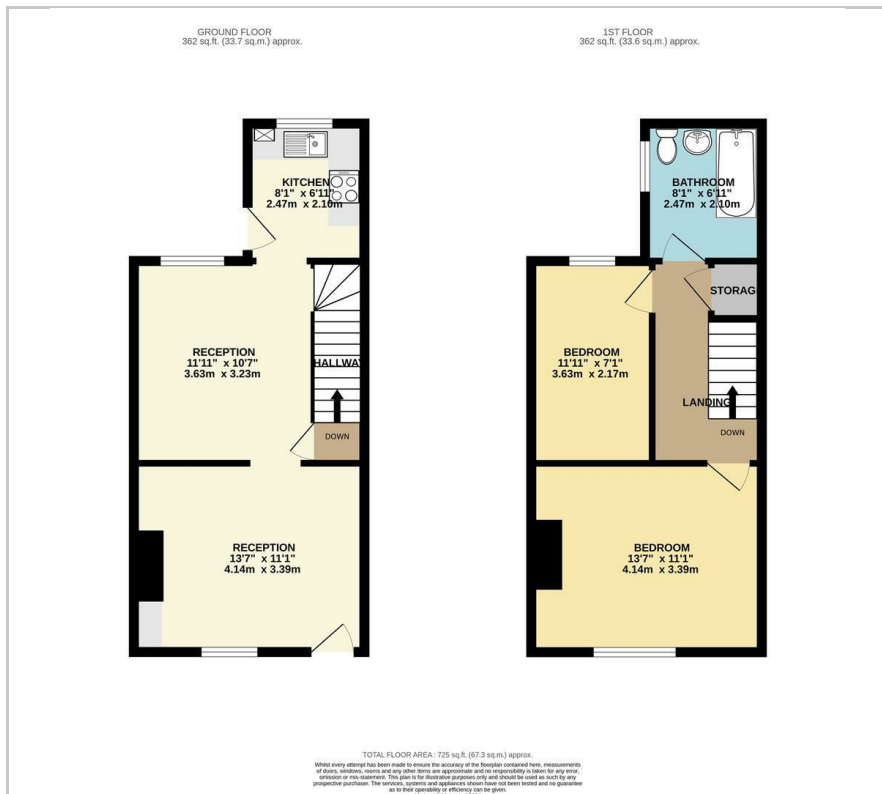 GROUND FLOOR
362 sq.ft. (33.7 sq.m.) approx.
1ST FLOOR
362 sq.ft. (33.6 sq.m.) approx.
KITCHEN
8'1" x 6'11"
2.47m x 2.10m
RECEPTION
11'11" x 10'7"
3.63m x 3.23m
HALLWAY
DOWN
RECEPTION
13'7" x 11'1"
4.14m x 3.39m
BATHROOM
8'1" x 6'11"
2.47m x 2.10m
STORAG
BEDROOM
11'11" x 7'1"
3.63m x 2.17m
LANDING
DOWN
BEDROOM
13'7" x 11'1"
4.14m x 3.39m
TOTAL FLOOR AREA : 725 sq.ft. (67.3 sq.m.) approx.
Whilst every attempt has been made to ensure the accuracy of the floorplan contained here, measurements
of doors, windows, rooms and any other items are approximate and no responsibility is taken for any error,
omission or mis-statement. This plan is for illustrative purposes only and should be used as such by any
prospective purchaser. The services, systems and appliances shown have not been tested and no guarantee
as to their operability or efficiency can be given.